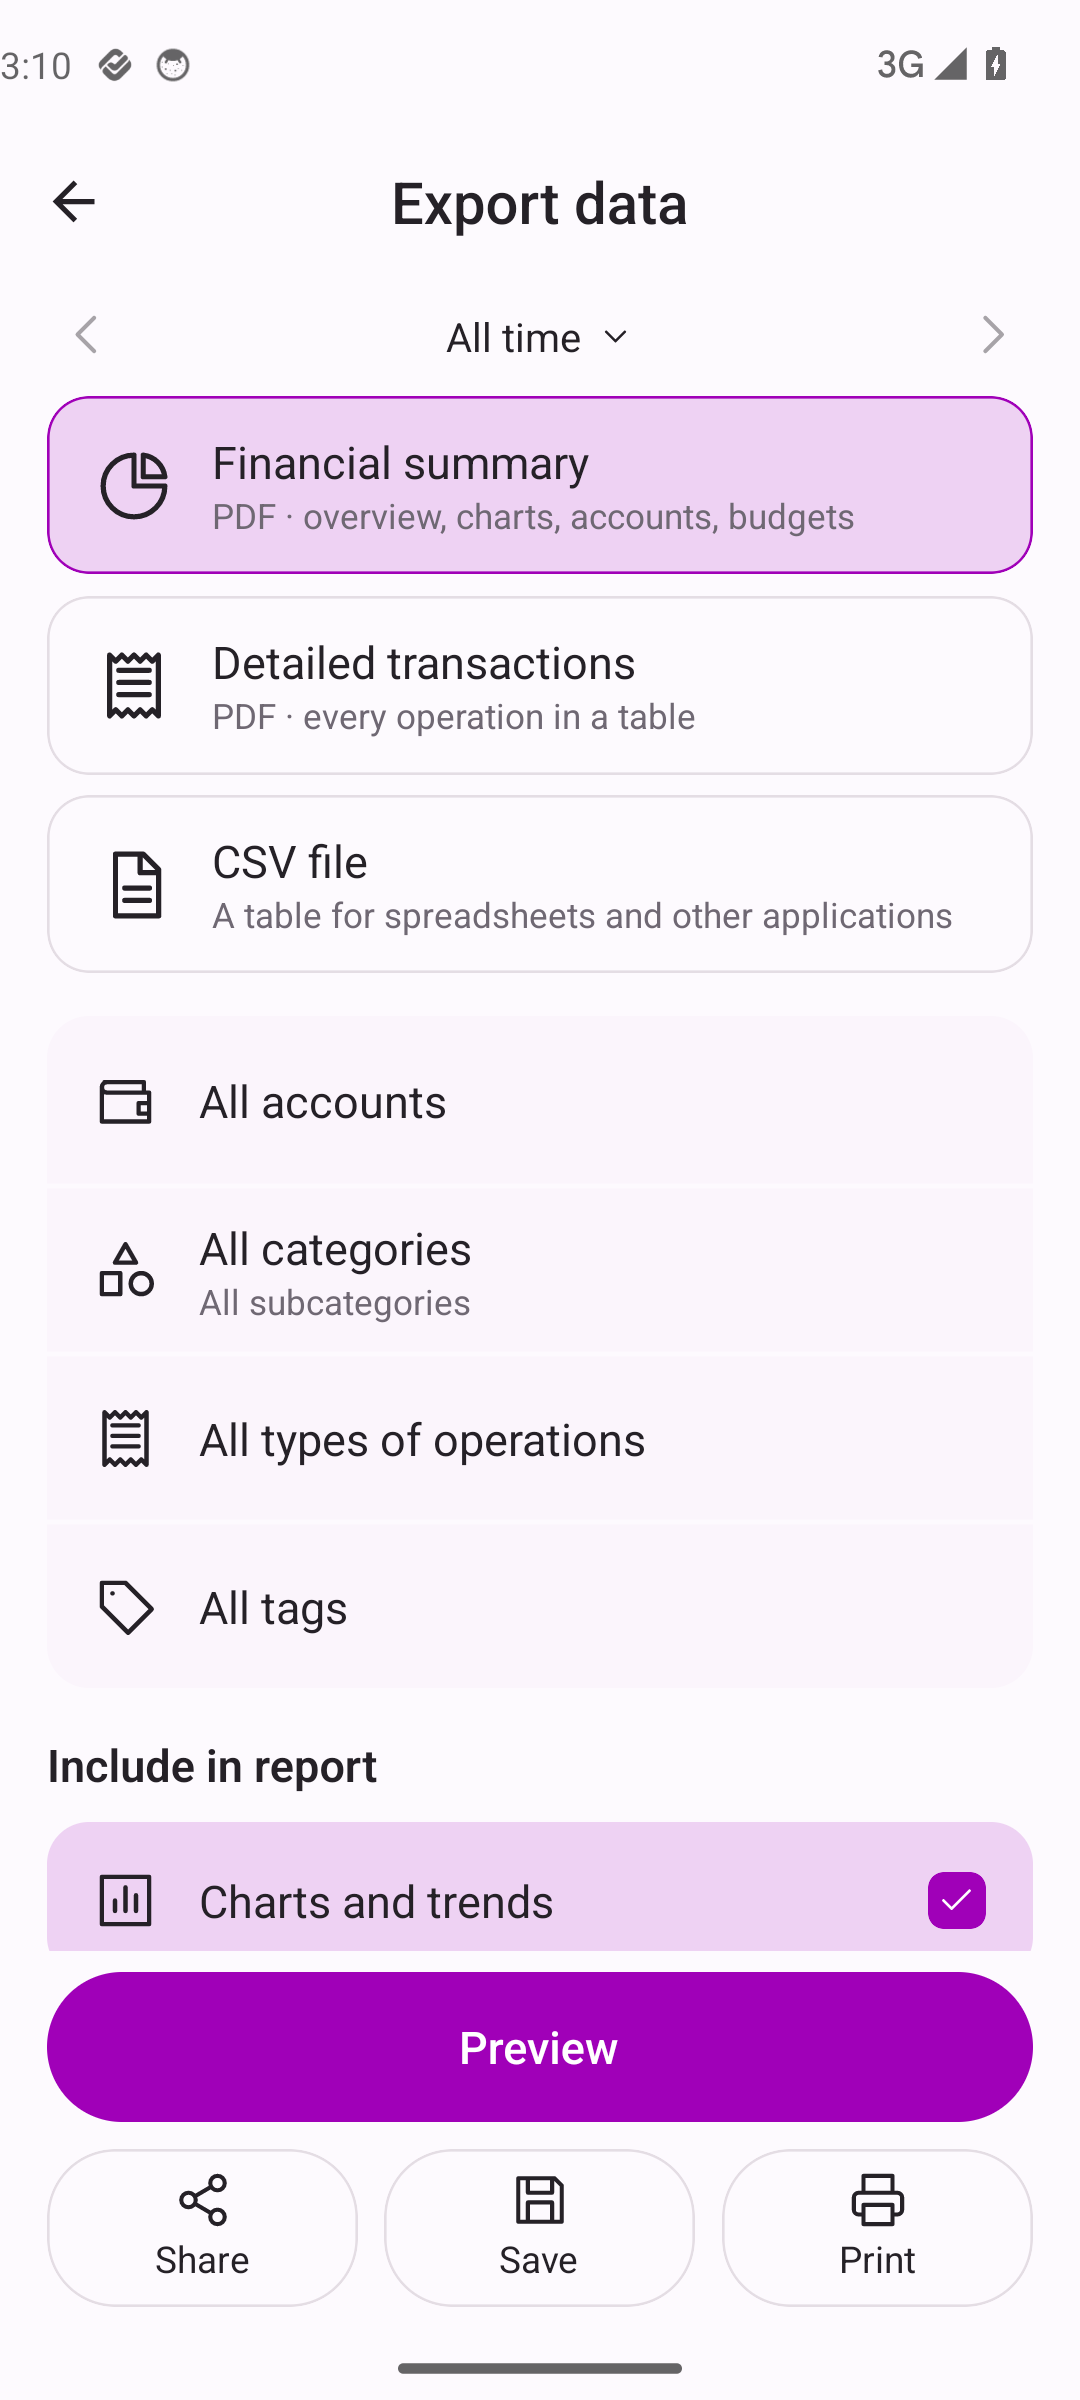 3:10
3G
Export data
All time
Financial summary
PDF · overview, charts, accounts, budgets
Detailed transactions
PDF · every operation in a table
CSV file
A table for spreadsheets and other applications
All accounts
All categories
All subcategories
All types of operations
All tags
Include in report
Charts and trends
Preview
Share
Save
Print